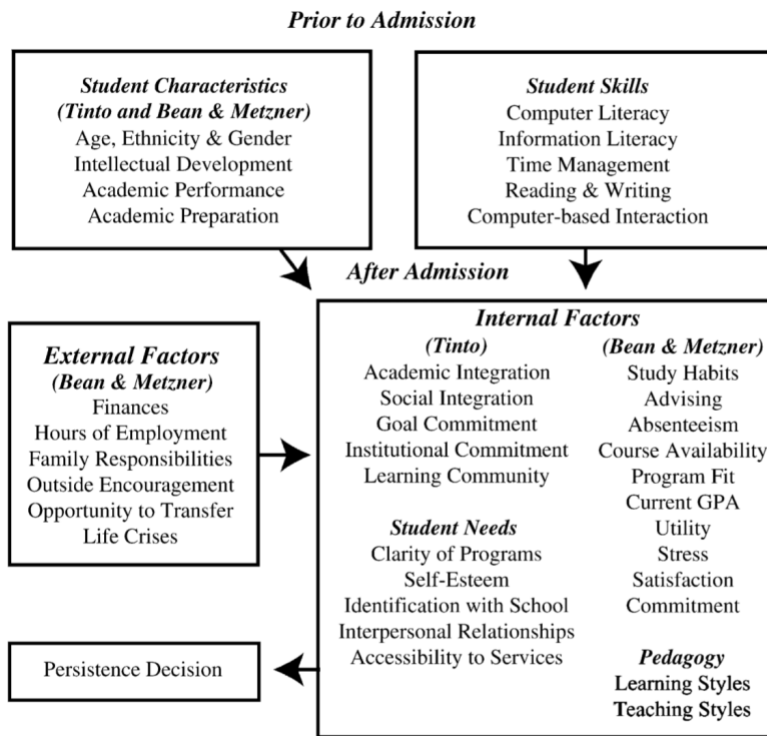 Prior to Admission
Student Characteristics
(Tinto and Bean & Metzner)
Age, Ethnicity & Gender
Intellectual Development
Academic Performance
Academic Preparation
Student Skills
Computer Literacy
Information Literacy
Time Management
Reading & Writing
Computer-based Interaction
After Admission
External Factors
(Bean & Metzner)
Finances
Hours of Employment
Family Responsibilities
Outside Encouragement
Opportunity to Transfer
Life Crises
Internal Factors
(Tinto)
Academic Integration
Social Integration
Goal Commitment
Institutional Commitment
Learning Community
Student Needs
Clarity of Programs
Self-Esteem
Identification with School
Interpersonal Relationships
Accessibility to Services
(Bean & Metzner)
Study Habits
Advising
Absenteeism
Course Availability
Program Fit
Current GPA
Utility
Stress
Satisfaction
Commitment
Pedagogy
Learning Styles
Teaching Styles
Persistence Decision